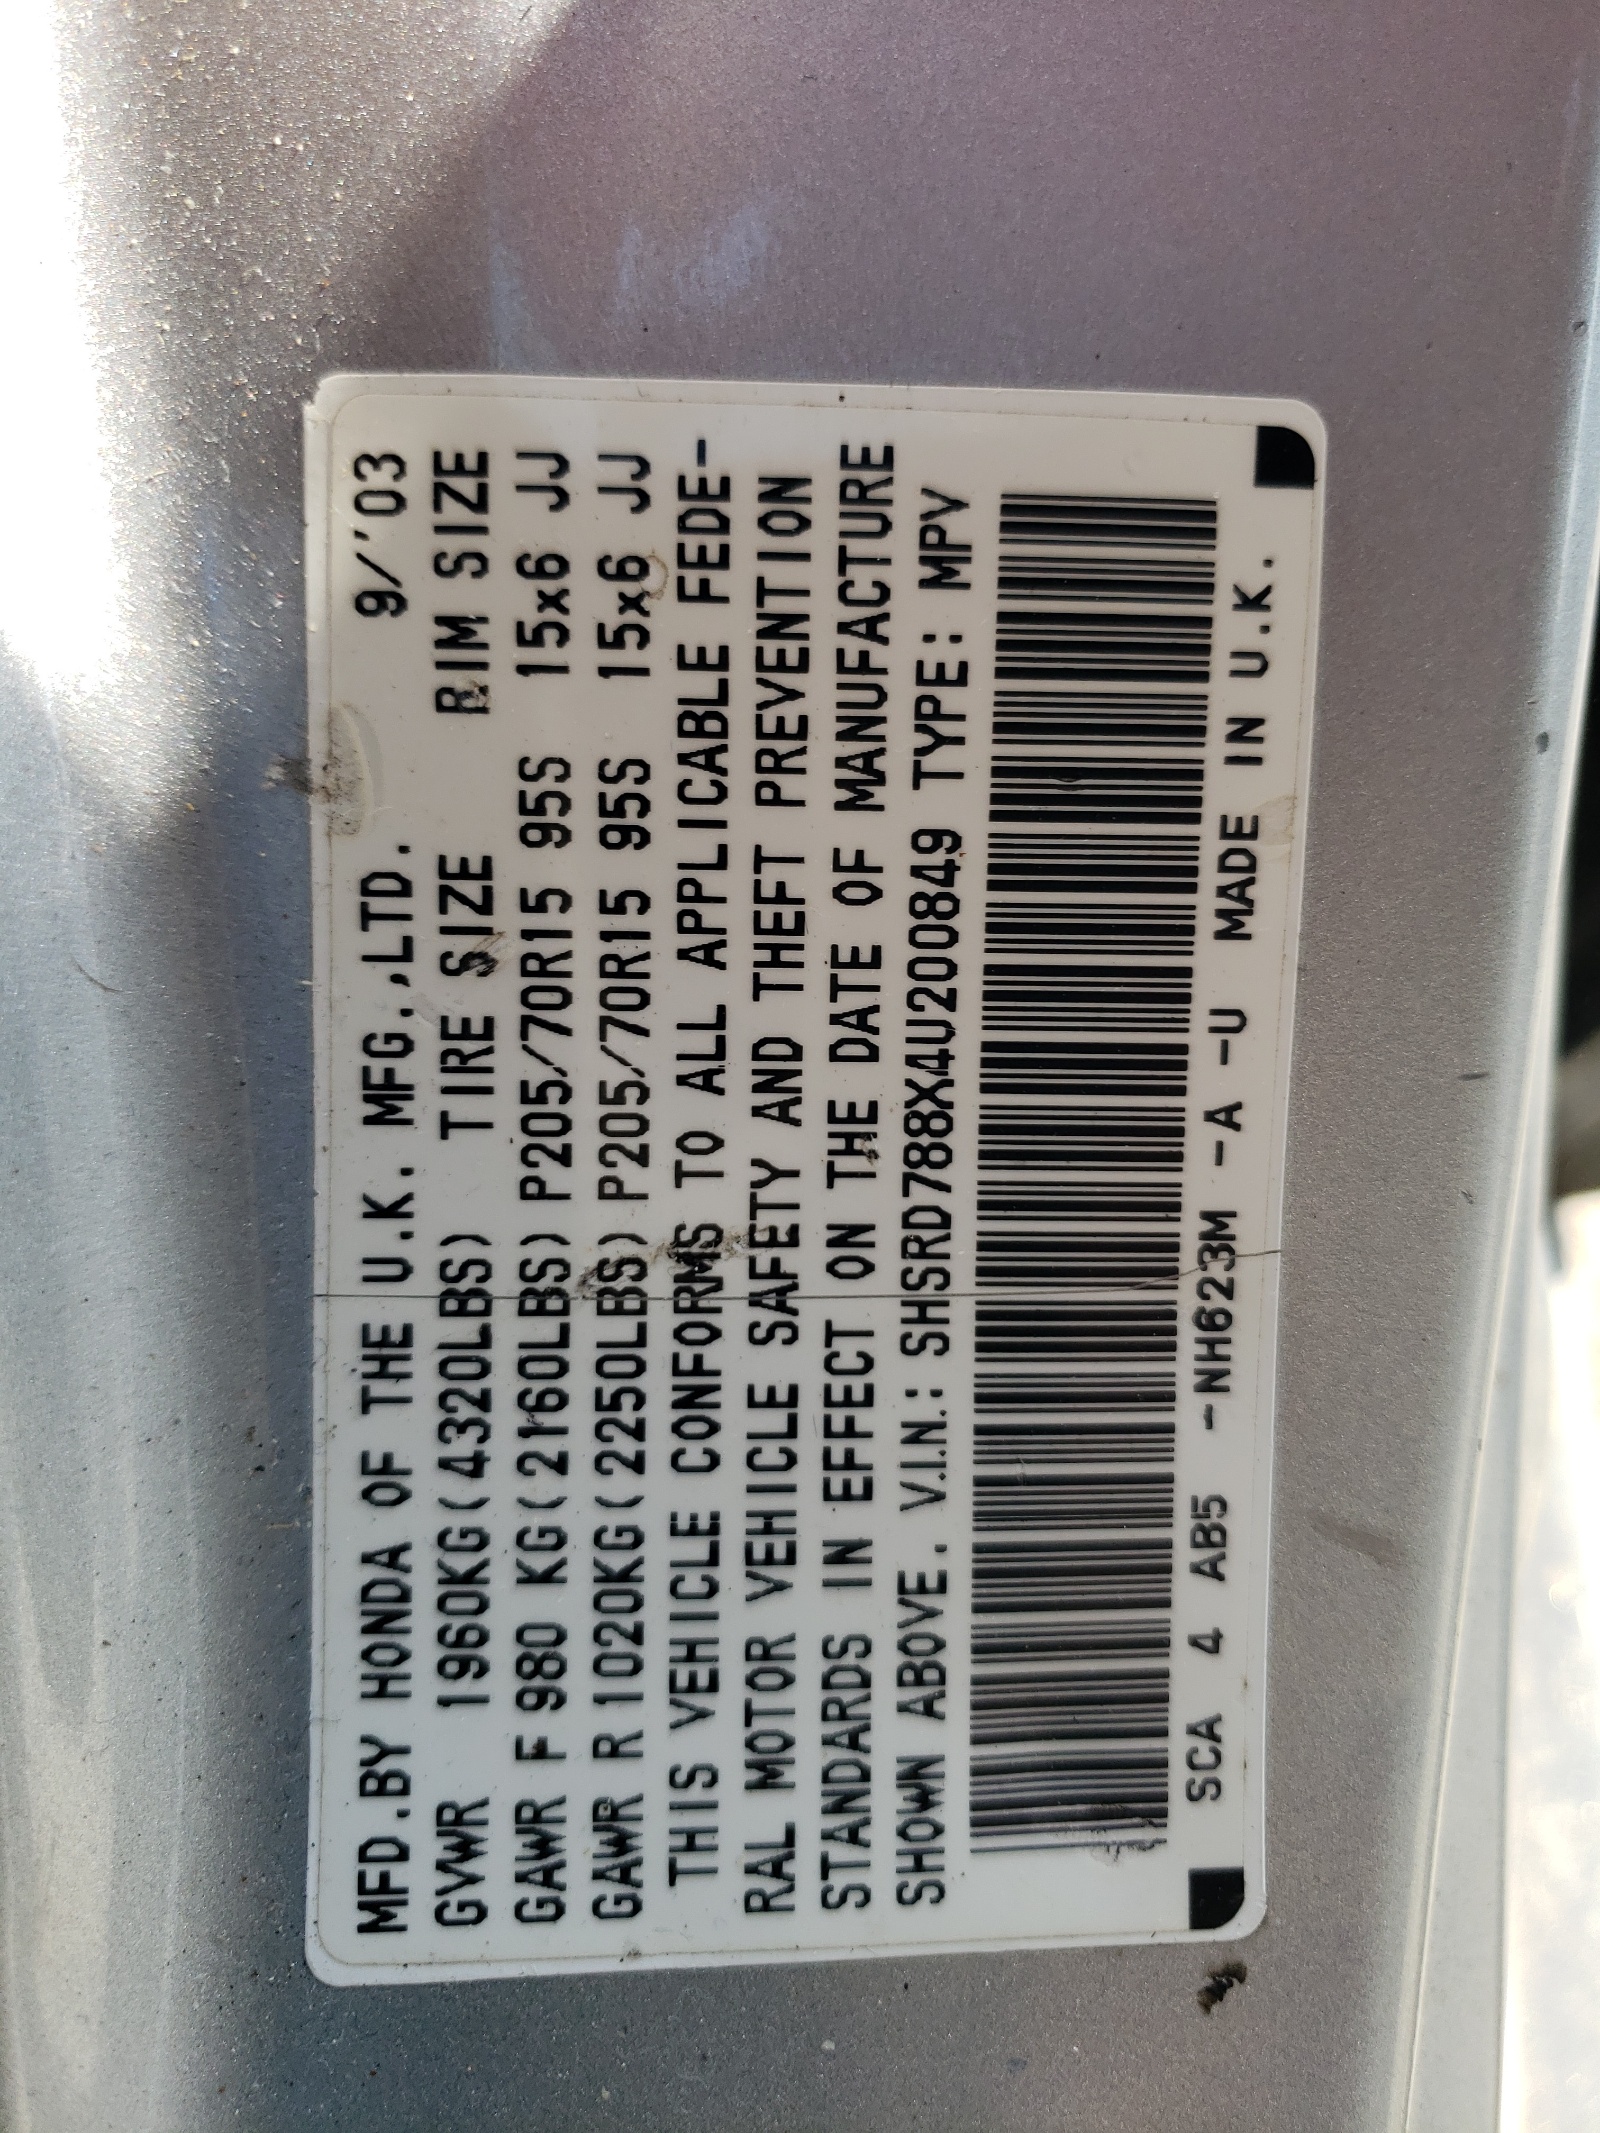 MFD.BY HONDA OF THE U.K. MFG.,LTD. 9/'03
GVWR 1960KG(4320LBS) TIRE SIZE RIM SIZE
GAWR F 980 KG(2160LBS) P205/70R15 95S 15x6 JJ
GAWR R 1020KG(2250LBS) P205/70R15 95S 15x6 JJ
THIS VEHICLE CONFORMS TO ALL APPLICABLE FEDE-
RAL MOTOR VEHICLE SAFETY AND THEFT PREVENTION
STANDARDS IN EFFECT ON THE DATE OF MANUFACTURE
SHOWN ABOVE. V.I.N.: SHSRD788X4U200849 TYPE: MPV
SCA 4 AB5 -NH623M -A -U MADE IN U.K.